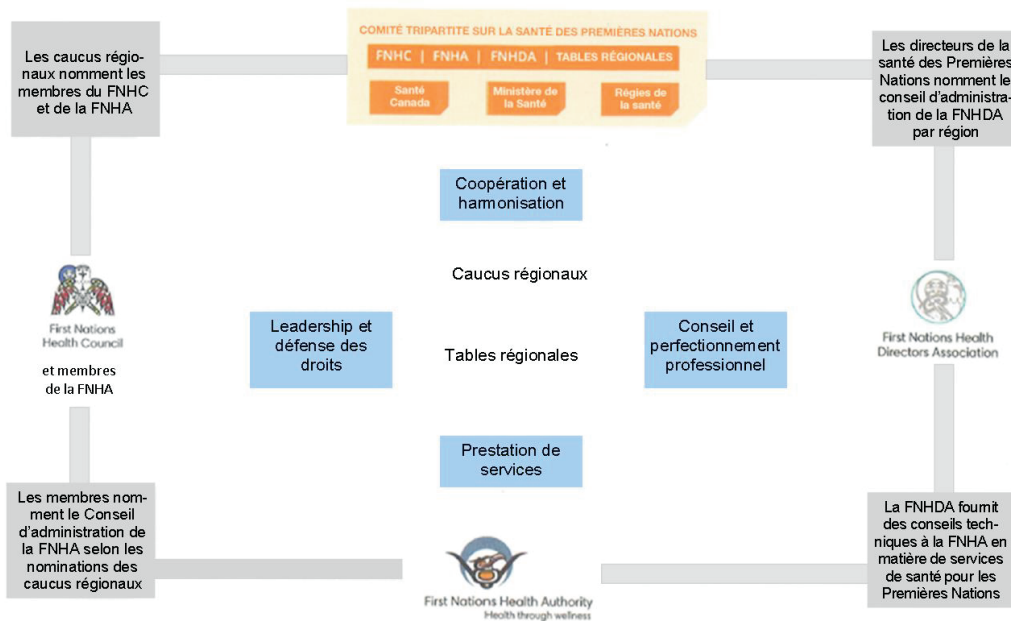 COMITÉ TRIPARTITE SUR LA SANTÉ DES PREMIÈRES NATIONS
FNHC | FNHA | FNHDA | TABLES RÉGIONALES
Santé
Canada
Ministère de
la Santé
Régies de
la santé
Les caucus régio-
naux nomment les
membres du FNHC
et de la FNHA
Les directeurs de la
santé des Premières
Nations nomment le
conseil d’administra-
tion de la FNHDA
par région
Coopération et
harmonisation
Caucus régionaux
First Nations
Health Council
et membres
de la FNHA
Leadership et
défense des
droits
Tables régionales
Conseil et
perfectionnement
professionnel
First Nations Health
Directors Association
Prestation de
services
Les membres nom-
ment le Conseil
d’administration de
la FNHA selon les
nominations des
caucus régionaux
First Nations Health Authority
Health through wellness
La FNHDA fournit
des conseils tech-
niques à la FNHA en
matière de services
de santé pour les
Premières Nations